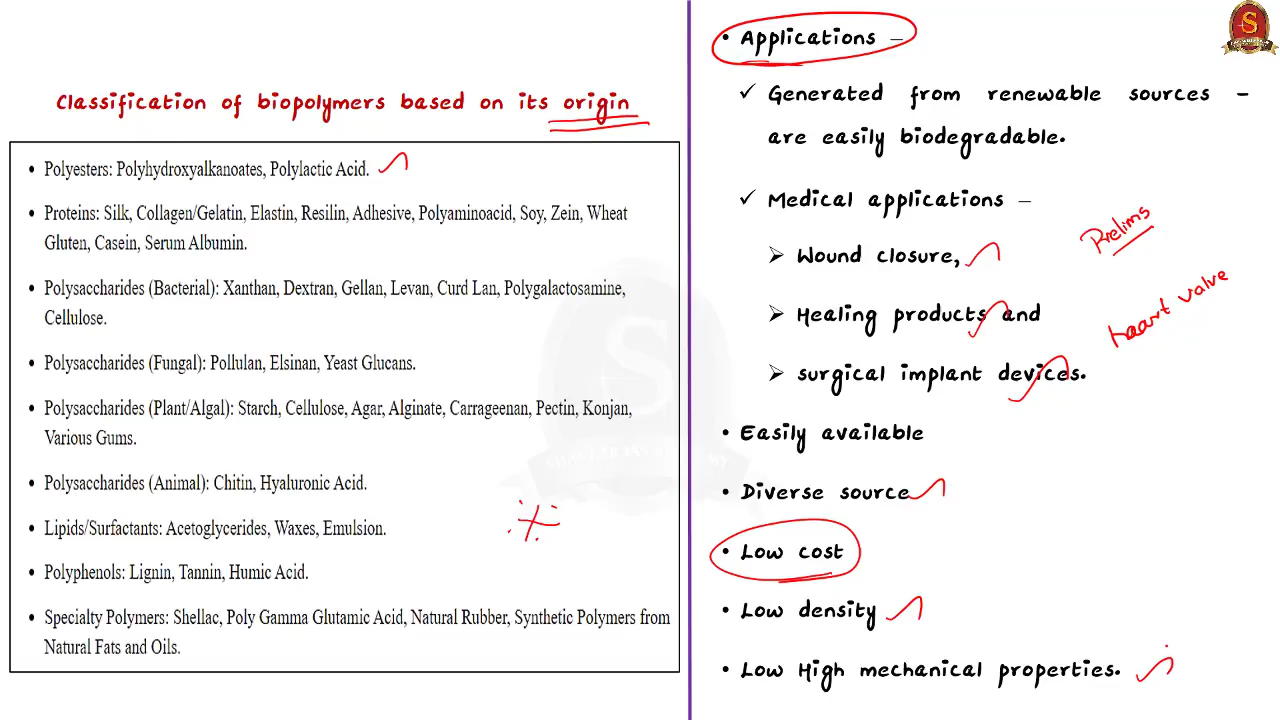 Classification of biopolymers based on its origin
• Polyesters: Polyhydroxyalkanoates, Polylactic Acid.
• Proteins: Silk, Collagen/Gelatin, Elastin, Resilin, Adhesive, Polyaminoacid, Soy, Zein, Wheat
Gluten, Casein, Serum Albumin.
• Polysaccharides (Bacterial): Xanthan, Dextran, Gellan, Levan, Curd Lan, Polygalactosamine,
Cellulose.
• Polysaccharides (Fungal): Pollulan, Elsinan, Yeast Glucans.
• Polysaccharides (Plant/Algal): Starch, Cellulose, Agar, Alginate, Carrageenan, Pectin, Konjan,
Various Gums.
• Polysaccharides (Animal): Chitin, Hyaluronic Acid.
• Lipids/Surfactants: Acetoglycerides, Waxes, Emulsion.
• Polyphenols: Lignin, Tannin, Humic Acid.
• Specialty Polymers: Shellac, Poly Gamma Glutamic Acid, Natural Rubber, Synthetic Polymers from
Natural Fats and Oils.
• Applications –
✓ Generated from renewable sources –
are easily biodegradable.
✓ Medical applications –
➢ Wound closure,
➢ Healing products and
➢ surgical implant devices.
Prelims
heart valve
• Easily available
• Diverse source
• Low cost
• Low density
• Low High mechanical properties.